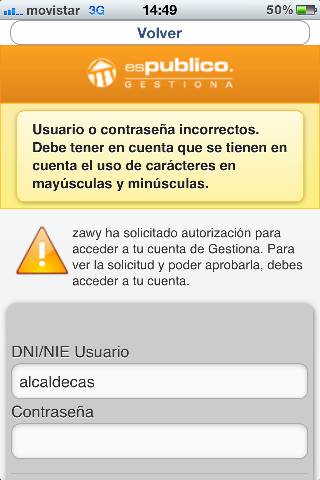 movistar 3G 14:49 50%
Volver
espublico.
GESTIONA
Usuario o contraseña incorrectos.
Debe tener en cuenta que se tienen en
cuenta el uso de carácteres en
mayúsculas y minúsculas.
zawy ha solicitado autorización para
acceder a tu cuenta de Gestiona. Para
ver la solicitud y poder aprobarla, debes
acceder a tu cuenta.
DNI/NIE Usuario
alcaldecas
Contraseña